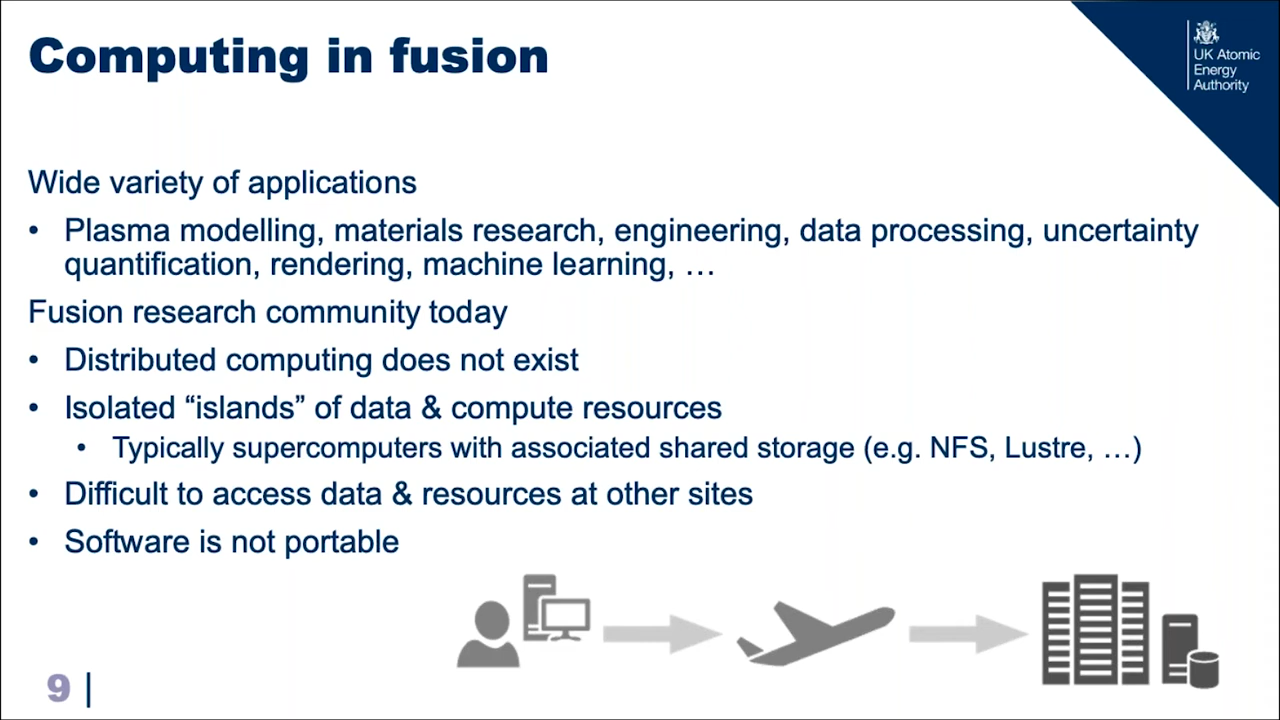 Computing in fusion
UK Atomic
Energy
Authority
Wide variety of applications
• Plasma modelling, materials research, engineering, data processing, uncertainty
quantification, rendering, machine learning, …
Fusion research community today
• Distributed computing does not exist
• Isolated “islands” of data & compute resources
• Typically supercomputers with associated shared storage (e.g. NFS, Lustre, …)
• Difficult to access data & resources at other sites
• Software is not portable
9 |